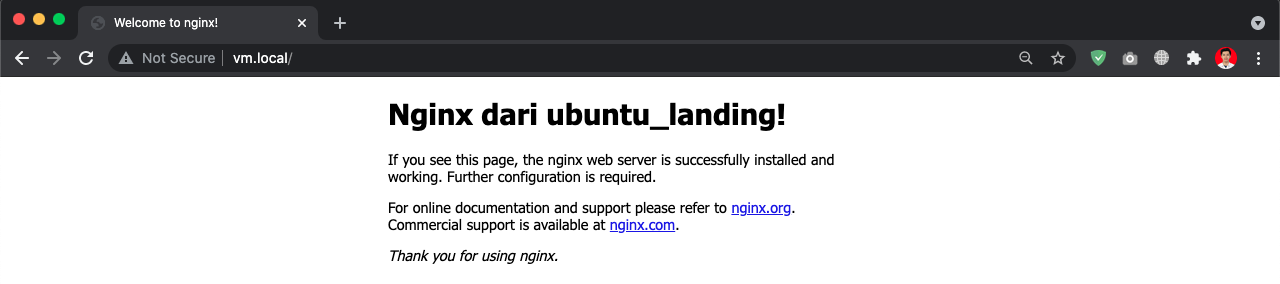 Welcome to nginx!
Not Secure | vm.local/
Nginx dari ubuntu_landing!
If you see this page, the nginx web server is successfully installed and
working. Further configuration is required.
For online documentation and support please refer to nginx.org.
Commercial support is available at nginx.com.
Thank you for using nginx.